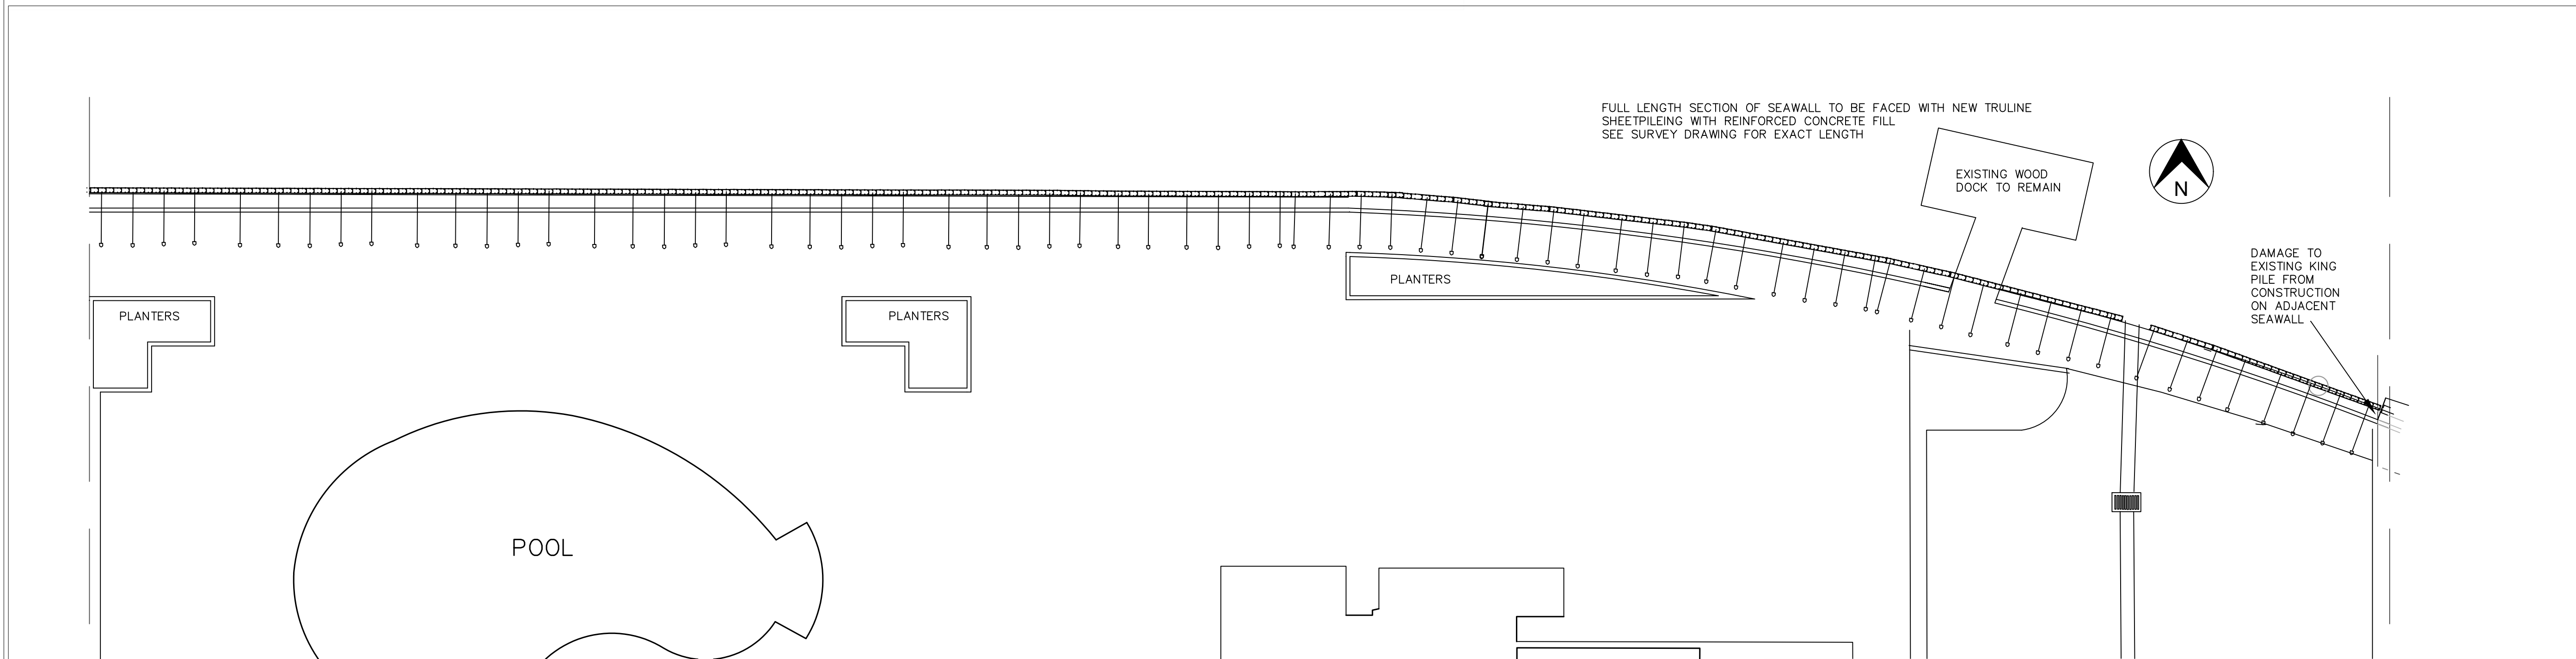 FULL LENGTH SECTION OF SEAWALL TO BE FACED WITH NEW TRULINE
SHEETPILEING WITH REINFORCED CONCRETE FILL
SEE SURVEY DRAWING FOR EXACT LENGTH
EXISTING WOOD
DOCK TO REMAIN
N
DAMAGE TO
EXISTING KING
PILE FROM
CONSTRUCTION
ON ADJACENT
SEAWALL
PLANTERS
PLANTERS
PLANTERS
POOL